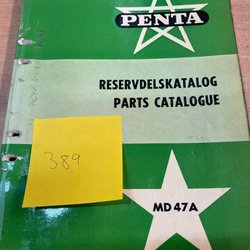 PENTA
RESERVDELSKATALOG
PARTS CATALOGUE
389
MD 47A